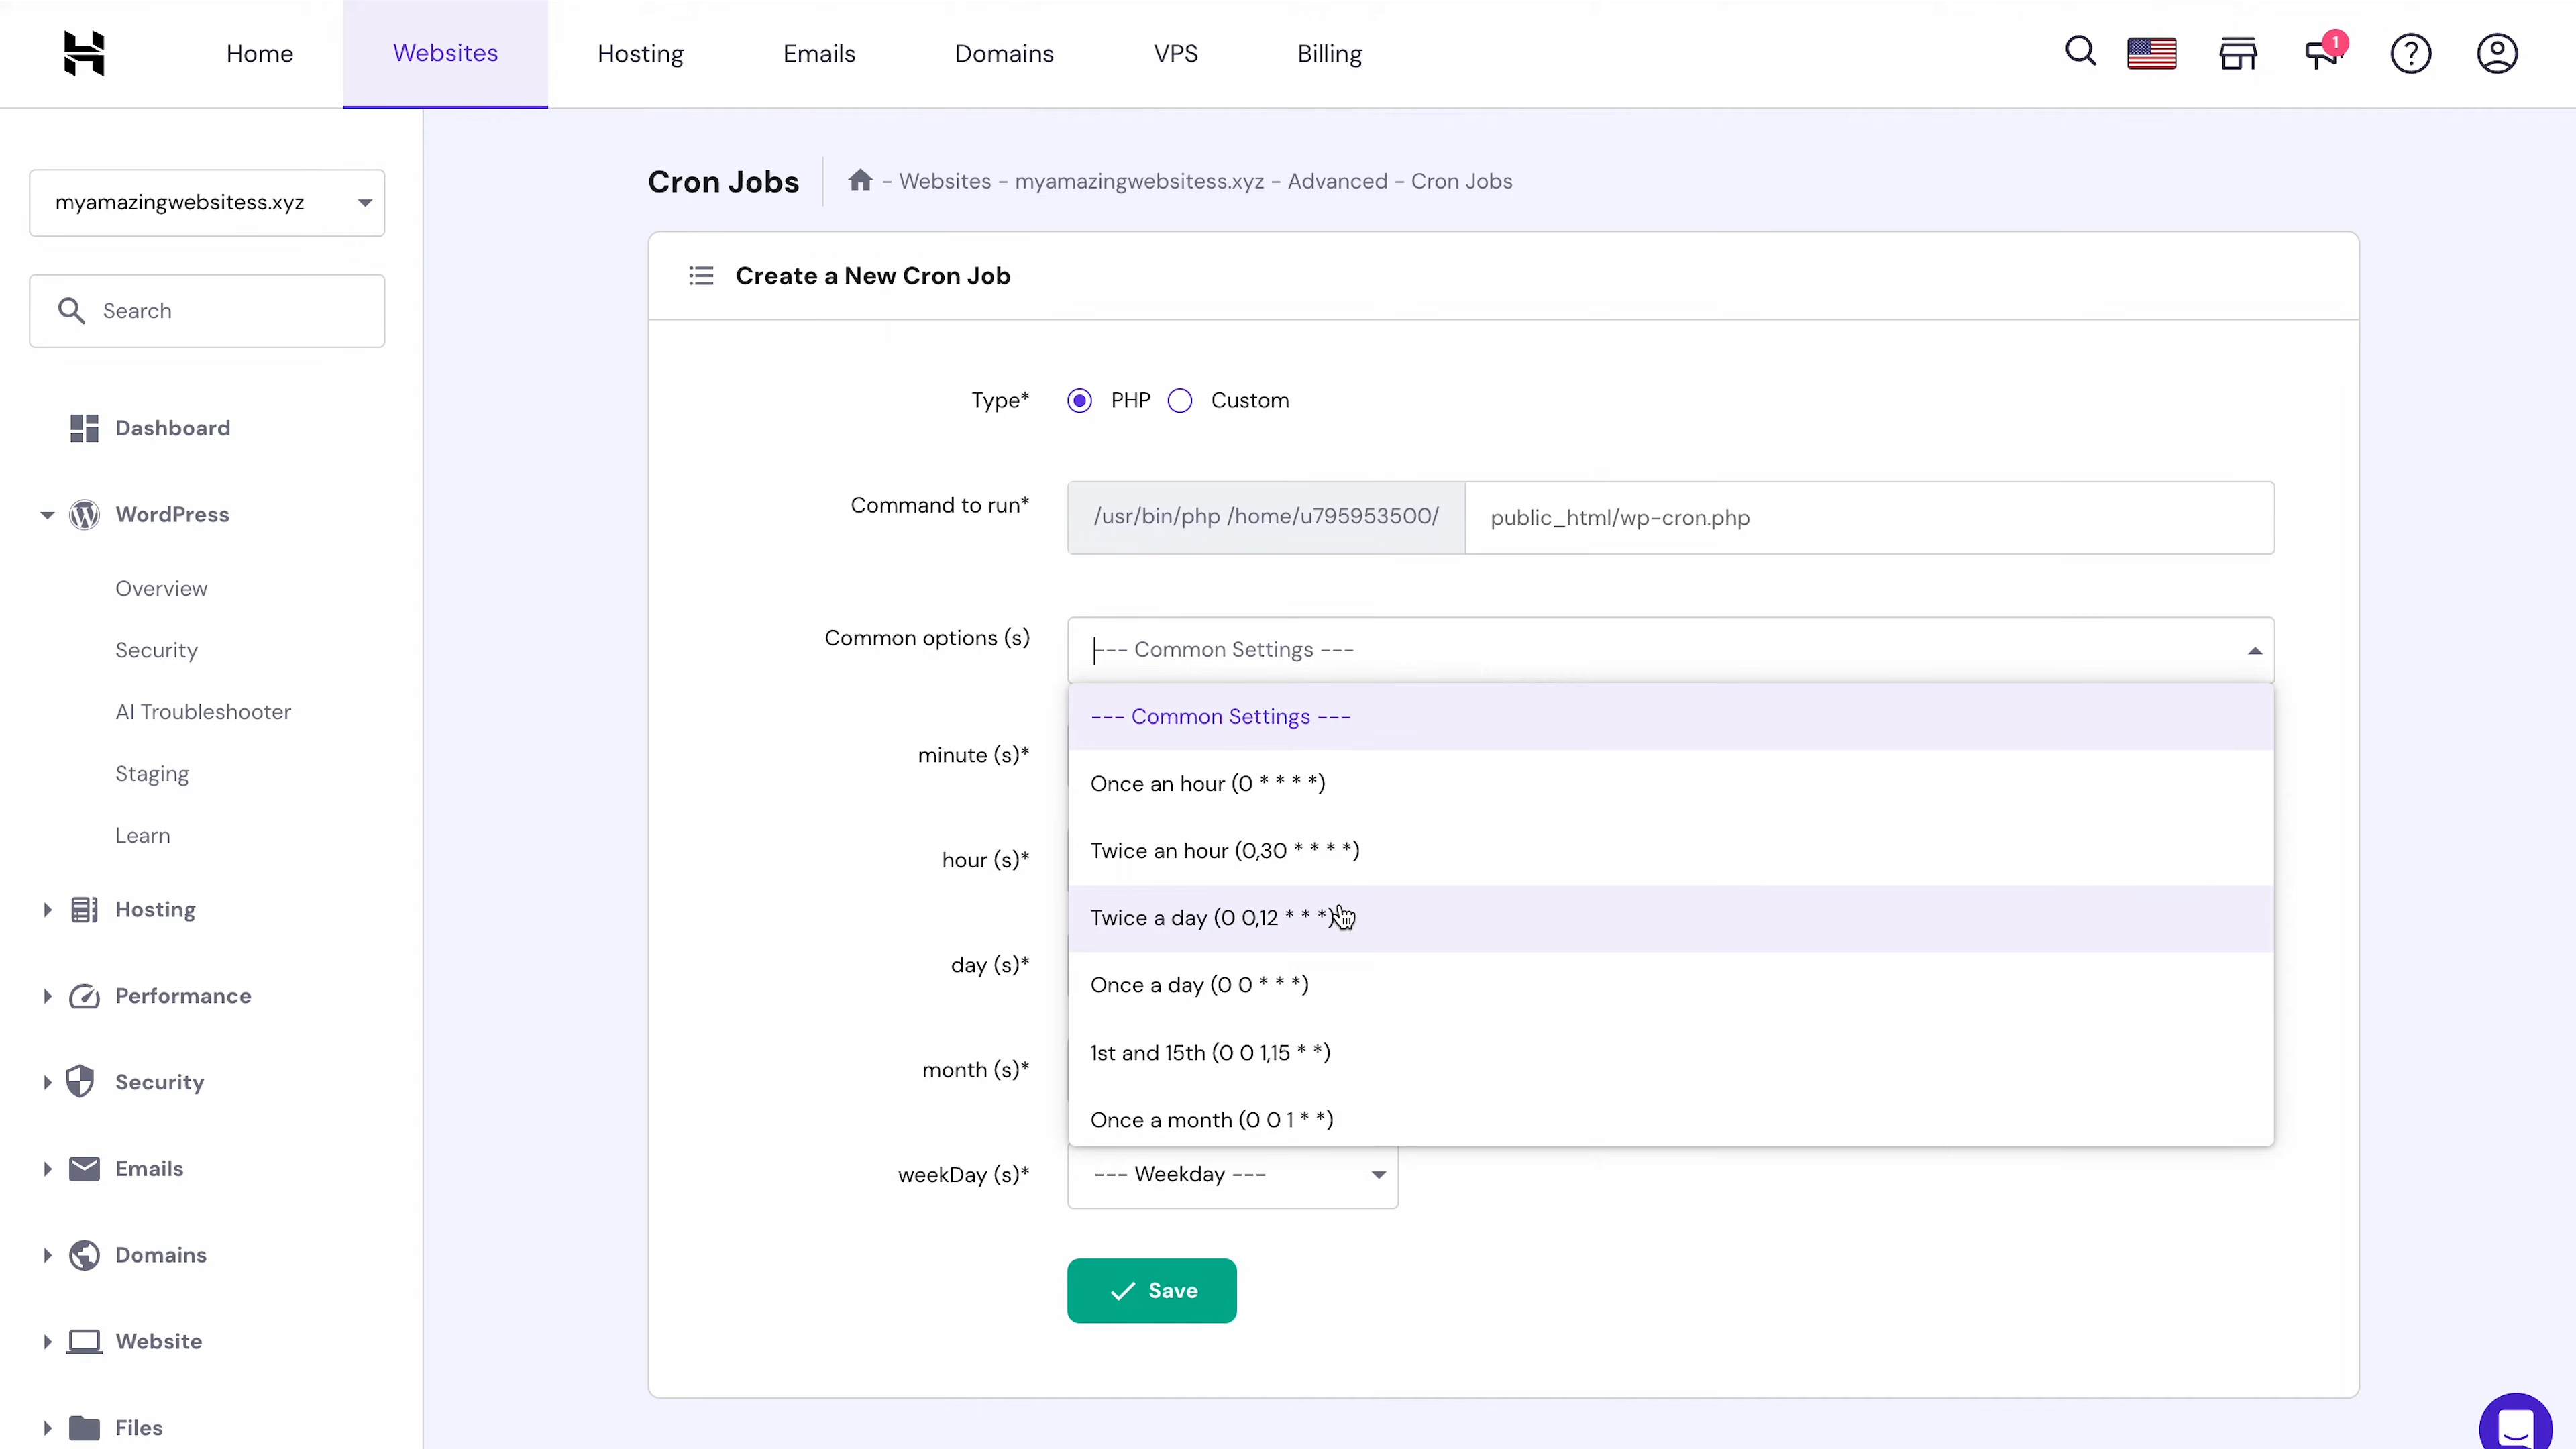 Home
Websites
Hosting
Emails
Domains
VPS
Billing
1
myamazingwebsitess.xyz
Search
Dashboard
WordPress
Overview
Security
AI Troubleshooter
Staging
Learn
Hosting
Performance
Security
Emails
Domains
Website
Files
Cron Jobs
- Websites - myamazingwebsitess.xyz - Advanced - Cron Jobs
Create a New Cron Job
Type* PHP Custom
Command to run* /usr/bin/php /home/u795953500/ public_html/wp-cron.php
Common options (s) --- Common Settings ---
--- Common Settings ---
Once an hour (0 * * * *)
Twice an hour (0,30 * * * *)
Twice a day (0 0,12 * * *)
Once a day (0 0 * * *)
1st and 15th (0 0 1,15 * *)
Once a month (0 0 1 * *)
minute (s)*
hour (s)*
day (s)*
month (s)*
weekDay (s)* --- Weekday ---
Save